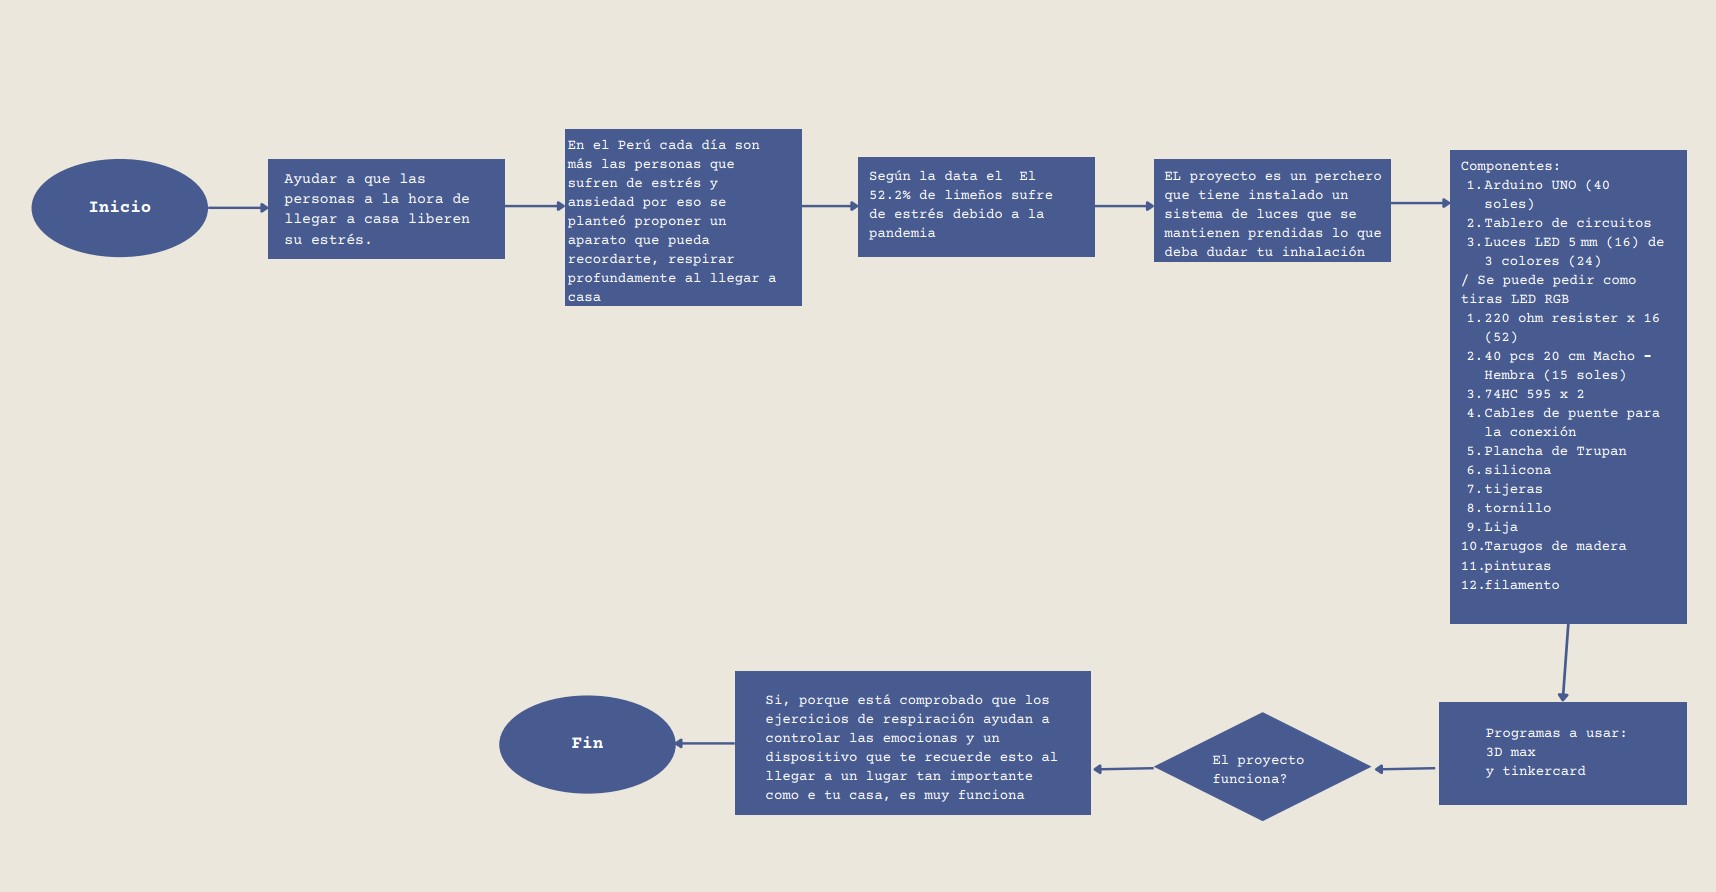 Inicio
Ayudar a que las
personas a la hora de
llegar a casa liberen
su estrés.
En el Perú cada día son
más las personas que
sufren de estrés y
ansiedad por eso se
planteó proponer un
aparato que pueda
recordarte, respirar
profundamente al llegar a
casa
Según la data el  El
52.2% de limeños sufre
de estrés debido a la
pandemia
EL proyecto es un perchero
que tiene instalado un
sistema de luces que se
mantienen prendidas lo que
deba dudar tu inhalación
Componentes:
1. Arduino UNO (40
soles)
2. Tablero de circuitos
3. Luces LED 5 mm (16) de
3 colores (24)
/ Se puede pedir como
tiras LED RGB
1. 220 ohm resister x 16
(52)
2. 40 pcs 20 cm Macho -
Hembra (15 soles)
3. 74HC 595 x 2
4. Cables de puente para
la conexión
5. Plancha de Trupan
6. silicona
7. tijeras
8. tornillo
9. Lija
10. Tarugos de madera
11. pinturas
12. filamento
Programas a usar:
3D max
y tinkercard
El proyecto
funciona?
Si, porque está comprobado que los
ejercicios de respiración ayudan a
controlar las emociones y un
dispositivo que te recuerde esto al
llegar a un lugar tan importante
como e tu casa, es muy funciona
Fin